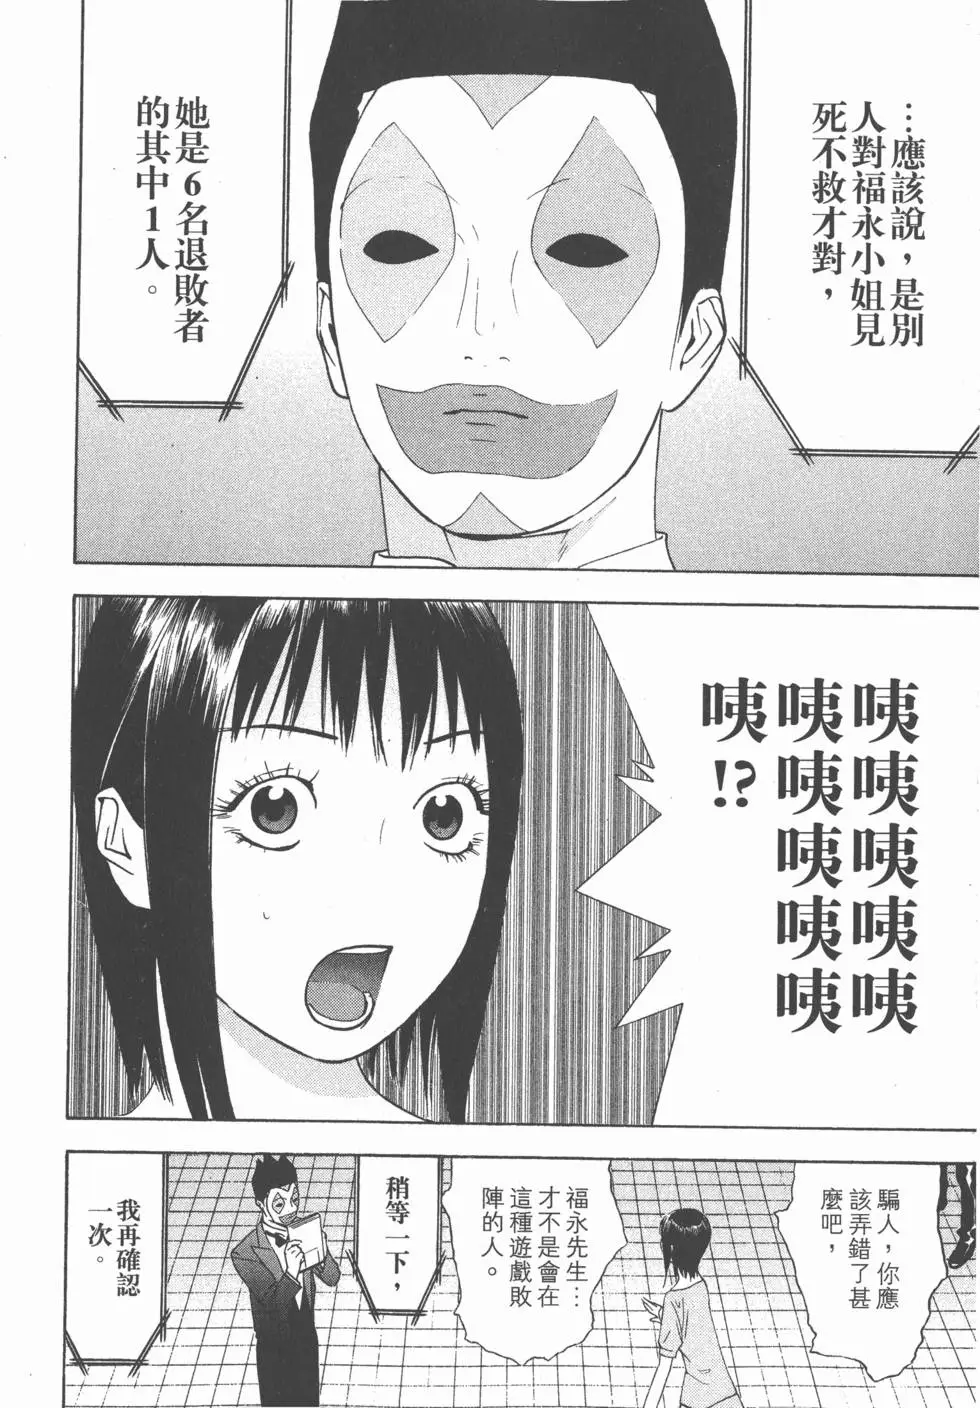 …應該說，是別
人對福永小姐見
死不救才對，
她是6名退敗者
的其中1人。
咦咦咦咦咦
咦咦咦咦咦
咦!?
騙人，你應
該弄錯了甚
麼吧，
福永先生…
才不是會在
這種遊戲敗
陣的人。
稍等一下，
我再確認
一次。